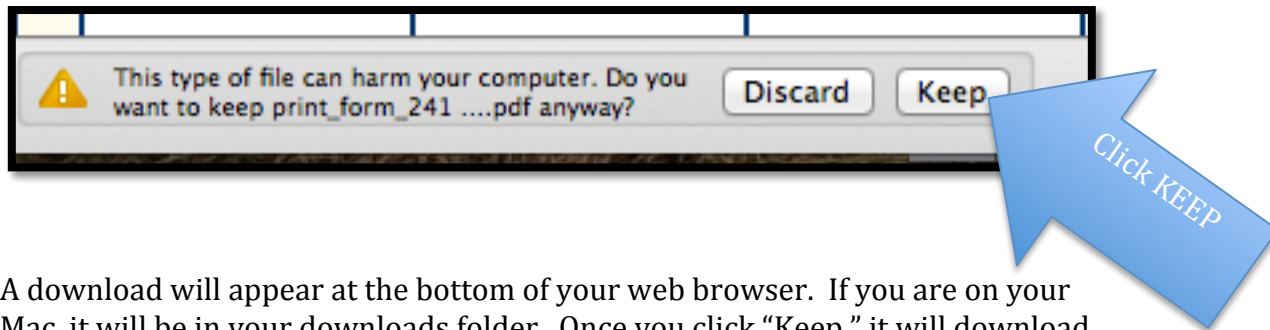 This type of file can harm your computer. Do you
want to keep print_form_241 ....pdf anyway?
Discard
Keep
Click KEEP
A download will appear at the bottom of your web browser.  If you are on your
Mac, it will be in your downloads folder.  Once you click “Keep,” it will download